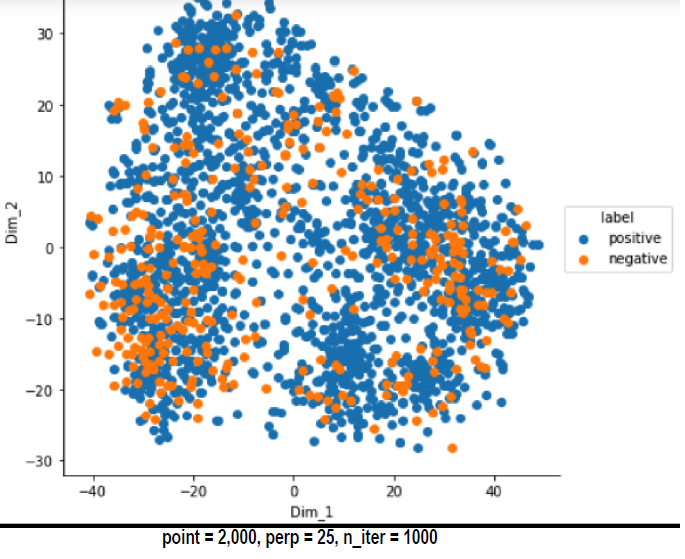 30
20
10
0
−10
−20
−30
Dim_2
−40
−20
0
20
40
Dim_1
label
positive
negative
point = 2,000, perp = 25, n_iter = 1000